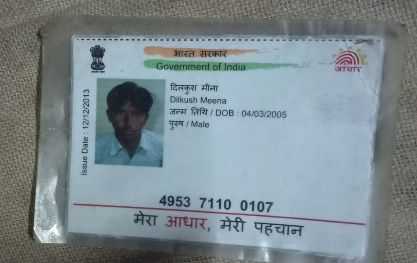 भारत सरकार
Government of India
आधार
Issue Date : 12/12/2013
दिलकुश मीना
Dilkush Meena
जन्म तिथि / DOB : 04/03/2005
पुरुष / Male
4953 7110 0107
मेरा आधार, मेरी पहचान